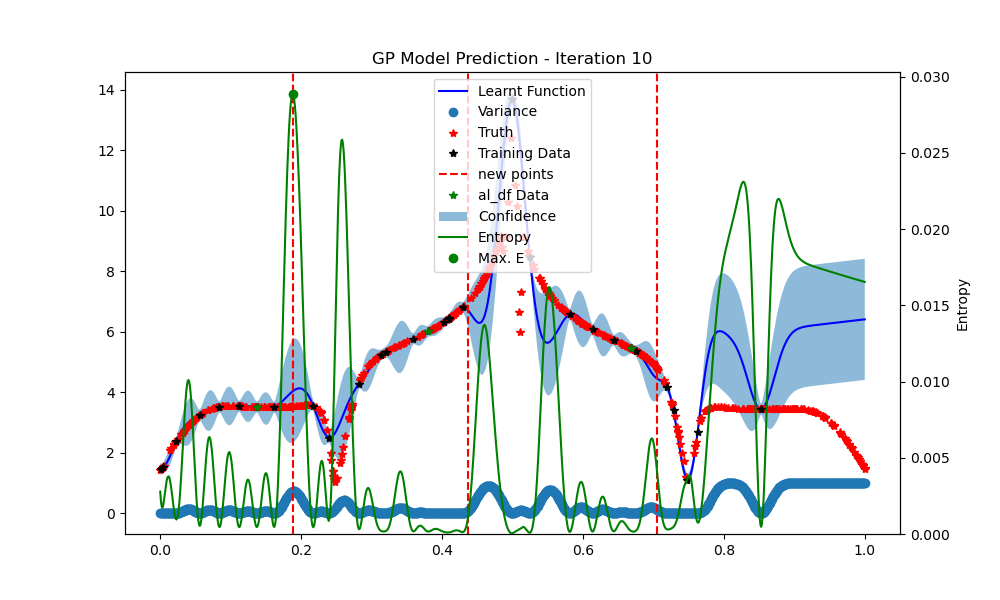 GP Model Prediction - Iteration 10
Learnt Function
Variance
Truth
Training Data
new points
al_df Data
Confidence
Entropy
Max. E
14
12
10
8
6
4
2
0
0.030
0.025
0.020
0.015
0.010
0.005
0.000
Entropy
0.0 0.2 0.4 0.6 0.8 1.0